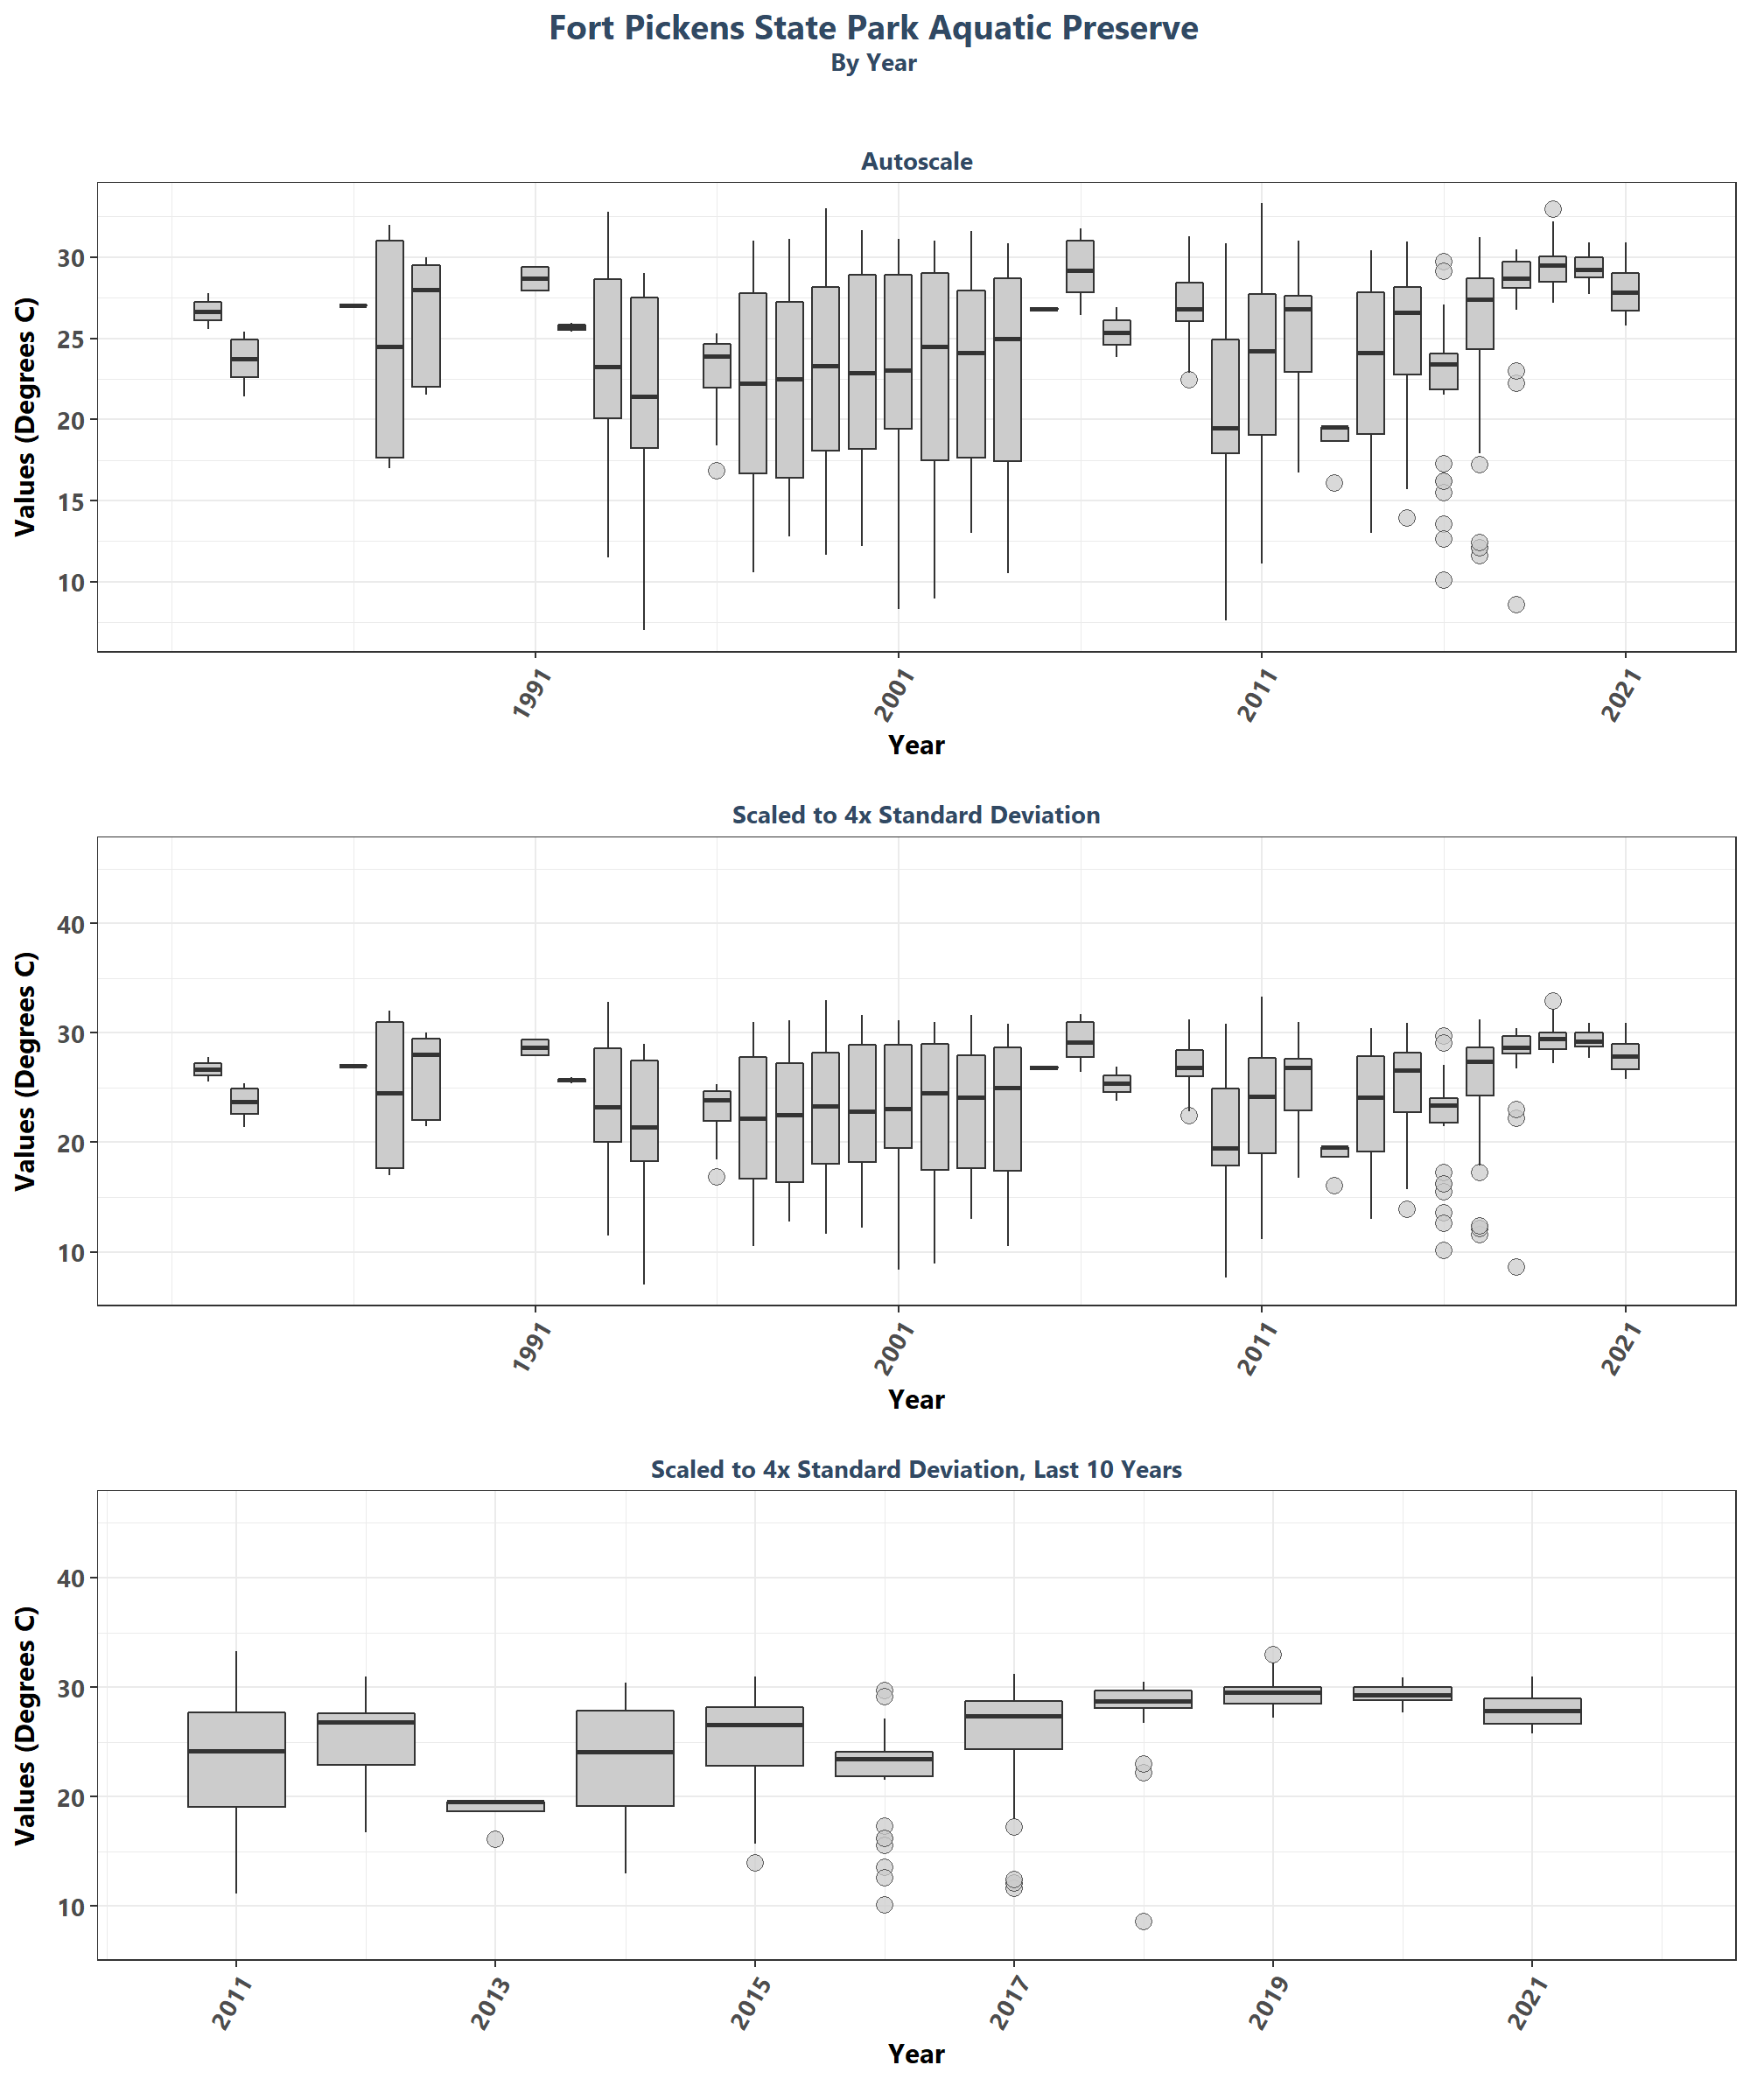 Fort Pickens State Park Aquatic Preserve
By Year
Autoscale
Values (Degrees C)
30
25
20
15
10
1991
2001
2011
2021
Year
Scaled to 4x Standard Deviation
Values (Degrees C)
40
30
20
10
1991
2001
2011
2021
Year
Scaled to 4x Standard Deviation, Last 10 Years
Values (Degrees C)
40
30
20
10
2011
2013
2015
2017
2019
2021
Year